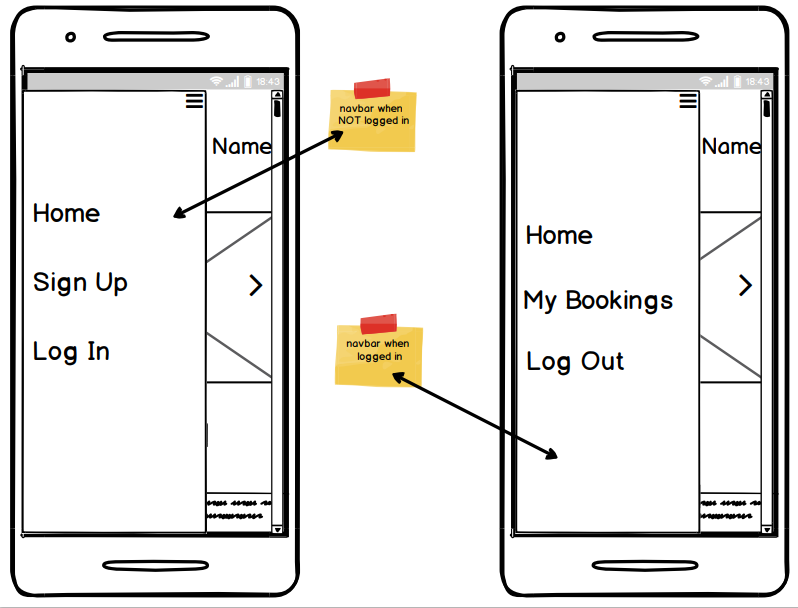 18:43
Name
Home
Sign Up
Log In
navbar when
NOT logged in
navbar when
logged in
18:43
Name
Home
My Bookings
Log Out